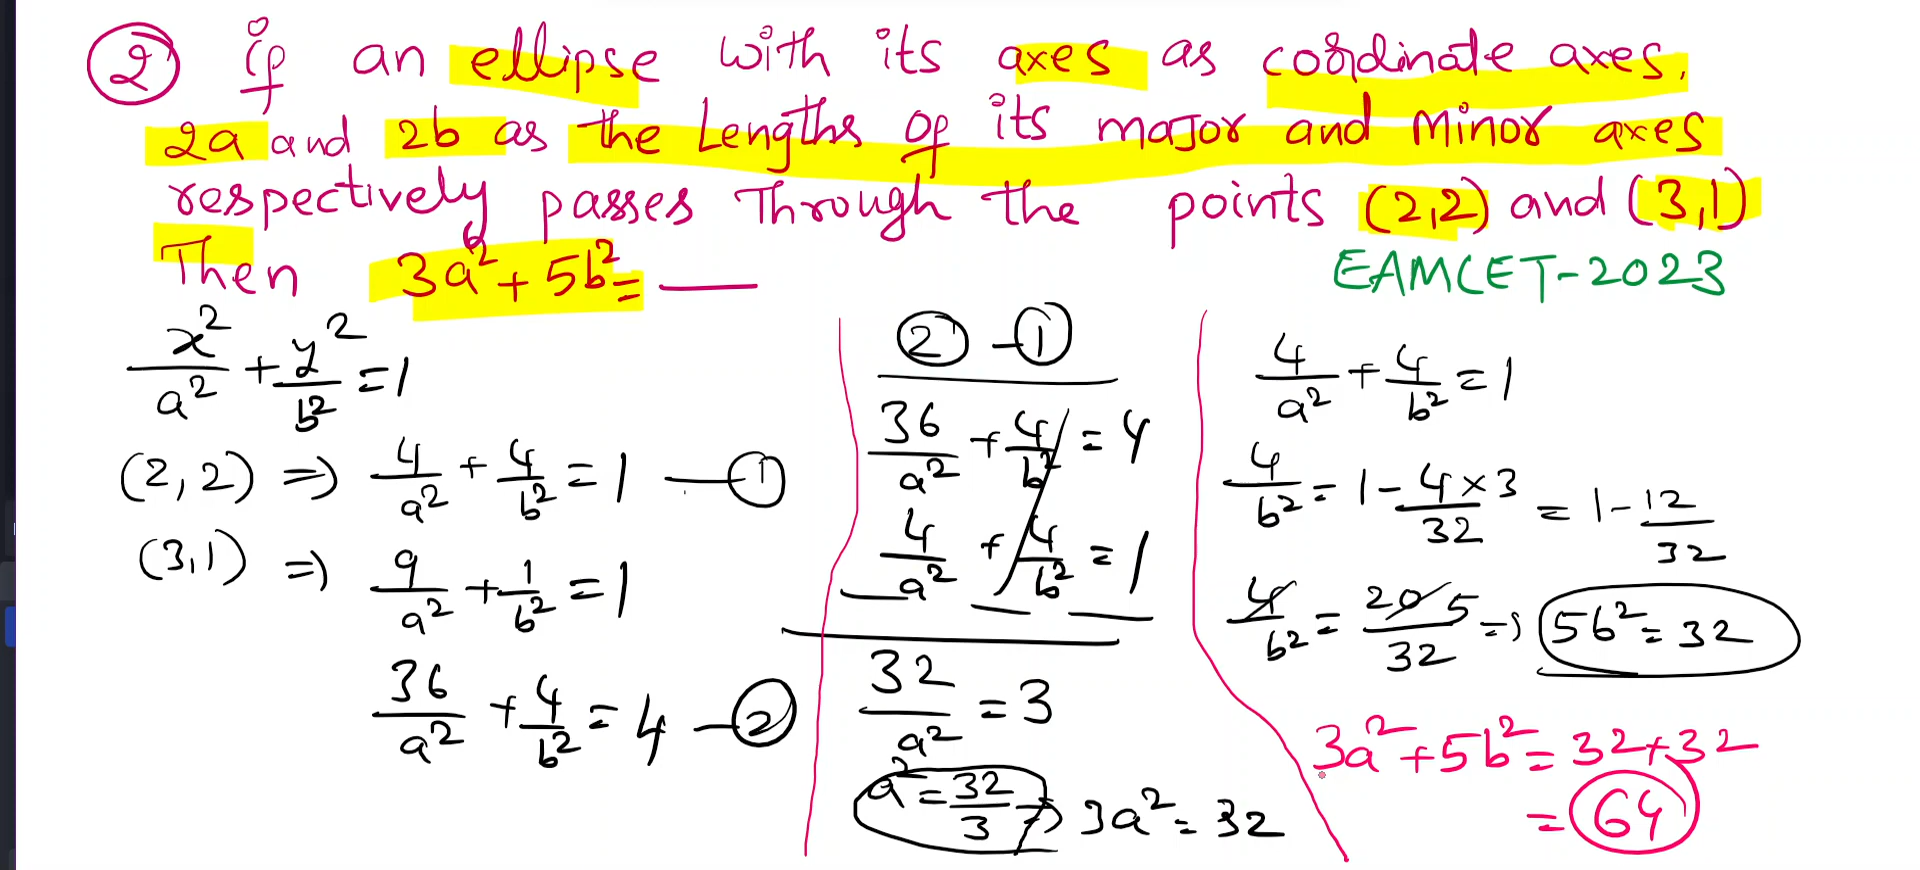 ② if an ellipse with its axes as coordinate axes,
2a and 2b as the Lengths of its major and Minor axes
respectively passes Through the points (2,2) and (3,1)
Then 3a²+5b²=___
EAMCET-2023
x²/a² + y²/b² = 1
(2,2) ⇒ 4/a² + 4/b² = 1 —①
(3,1) ⇒ 9/a² + 1/b² = 1
36/a² + 4/b² = 4 —②
② - ①
36/a² + 4/b² = 4
4/a² + 4/b² = 1
32/a² = 3
a² = 32/3 ⇒ 3a² = 32
4/a² + 4/b² = 1
4/b² = 1 - 4×3/32 = 1 - 12/32
4/b² = 20/32 5 ⇒ 5b² = 32
3a²+5b² = 32+32
= 64